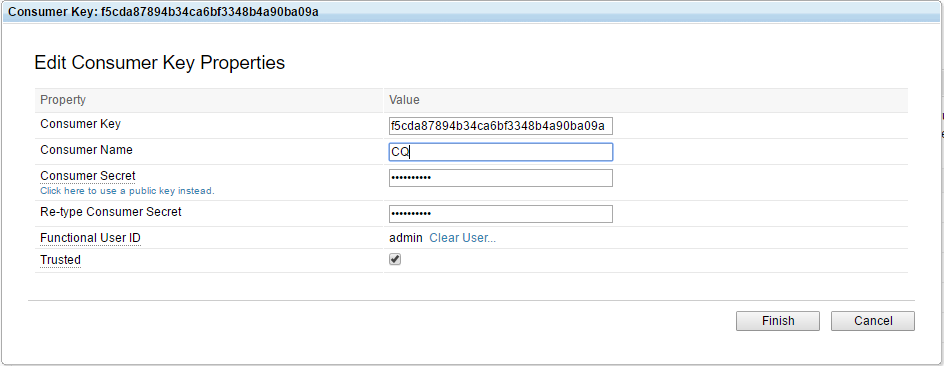 Consumer Key: f5cda87894b34ca6bf3348b4a90ba09a
Edit Consumer Key Properties
Property Value
Consumer Key f5cda87894b34ca6bf3348b4a90ba09a
Consumer Name CQ
Consumer Secret ••••••••••
Click here to use a public key instead.
Re-type Consumer Secret ••••••••••
Functional User ID admin Clear User...
Trusted
Finish Cancel